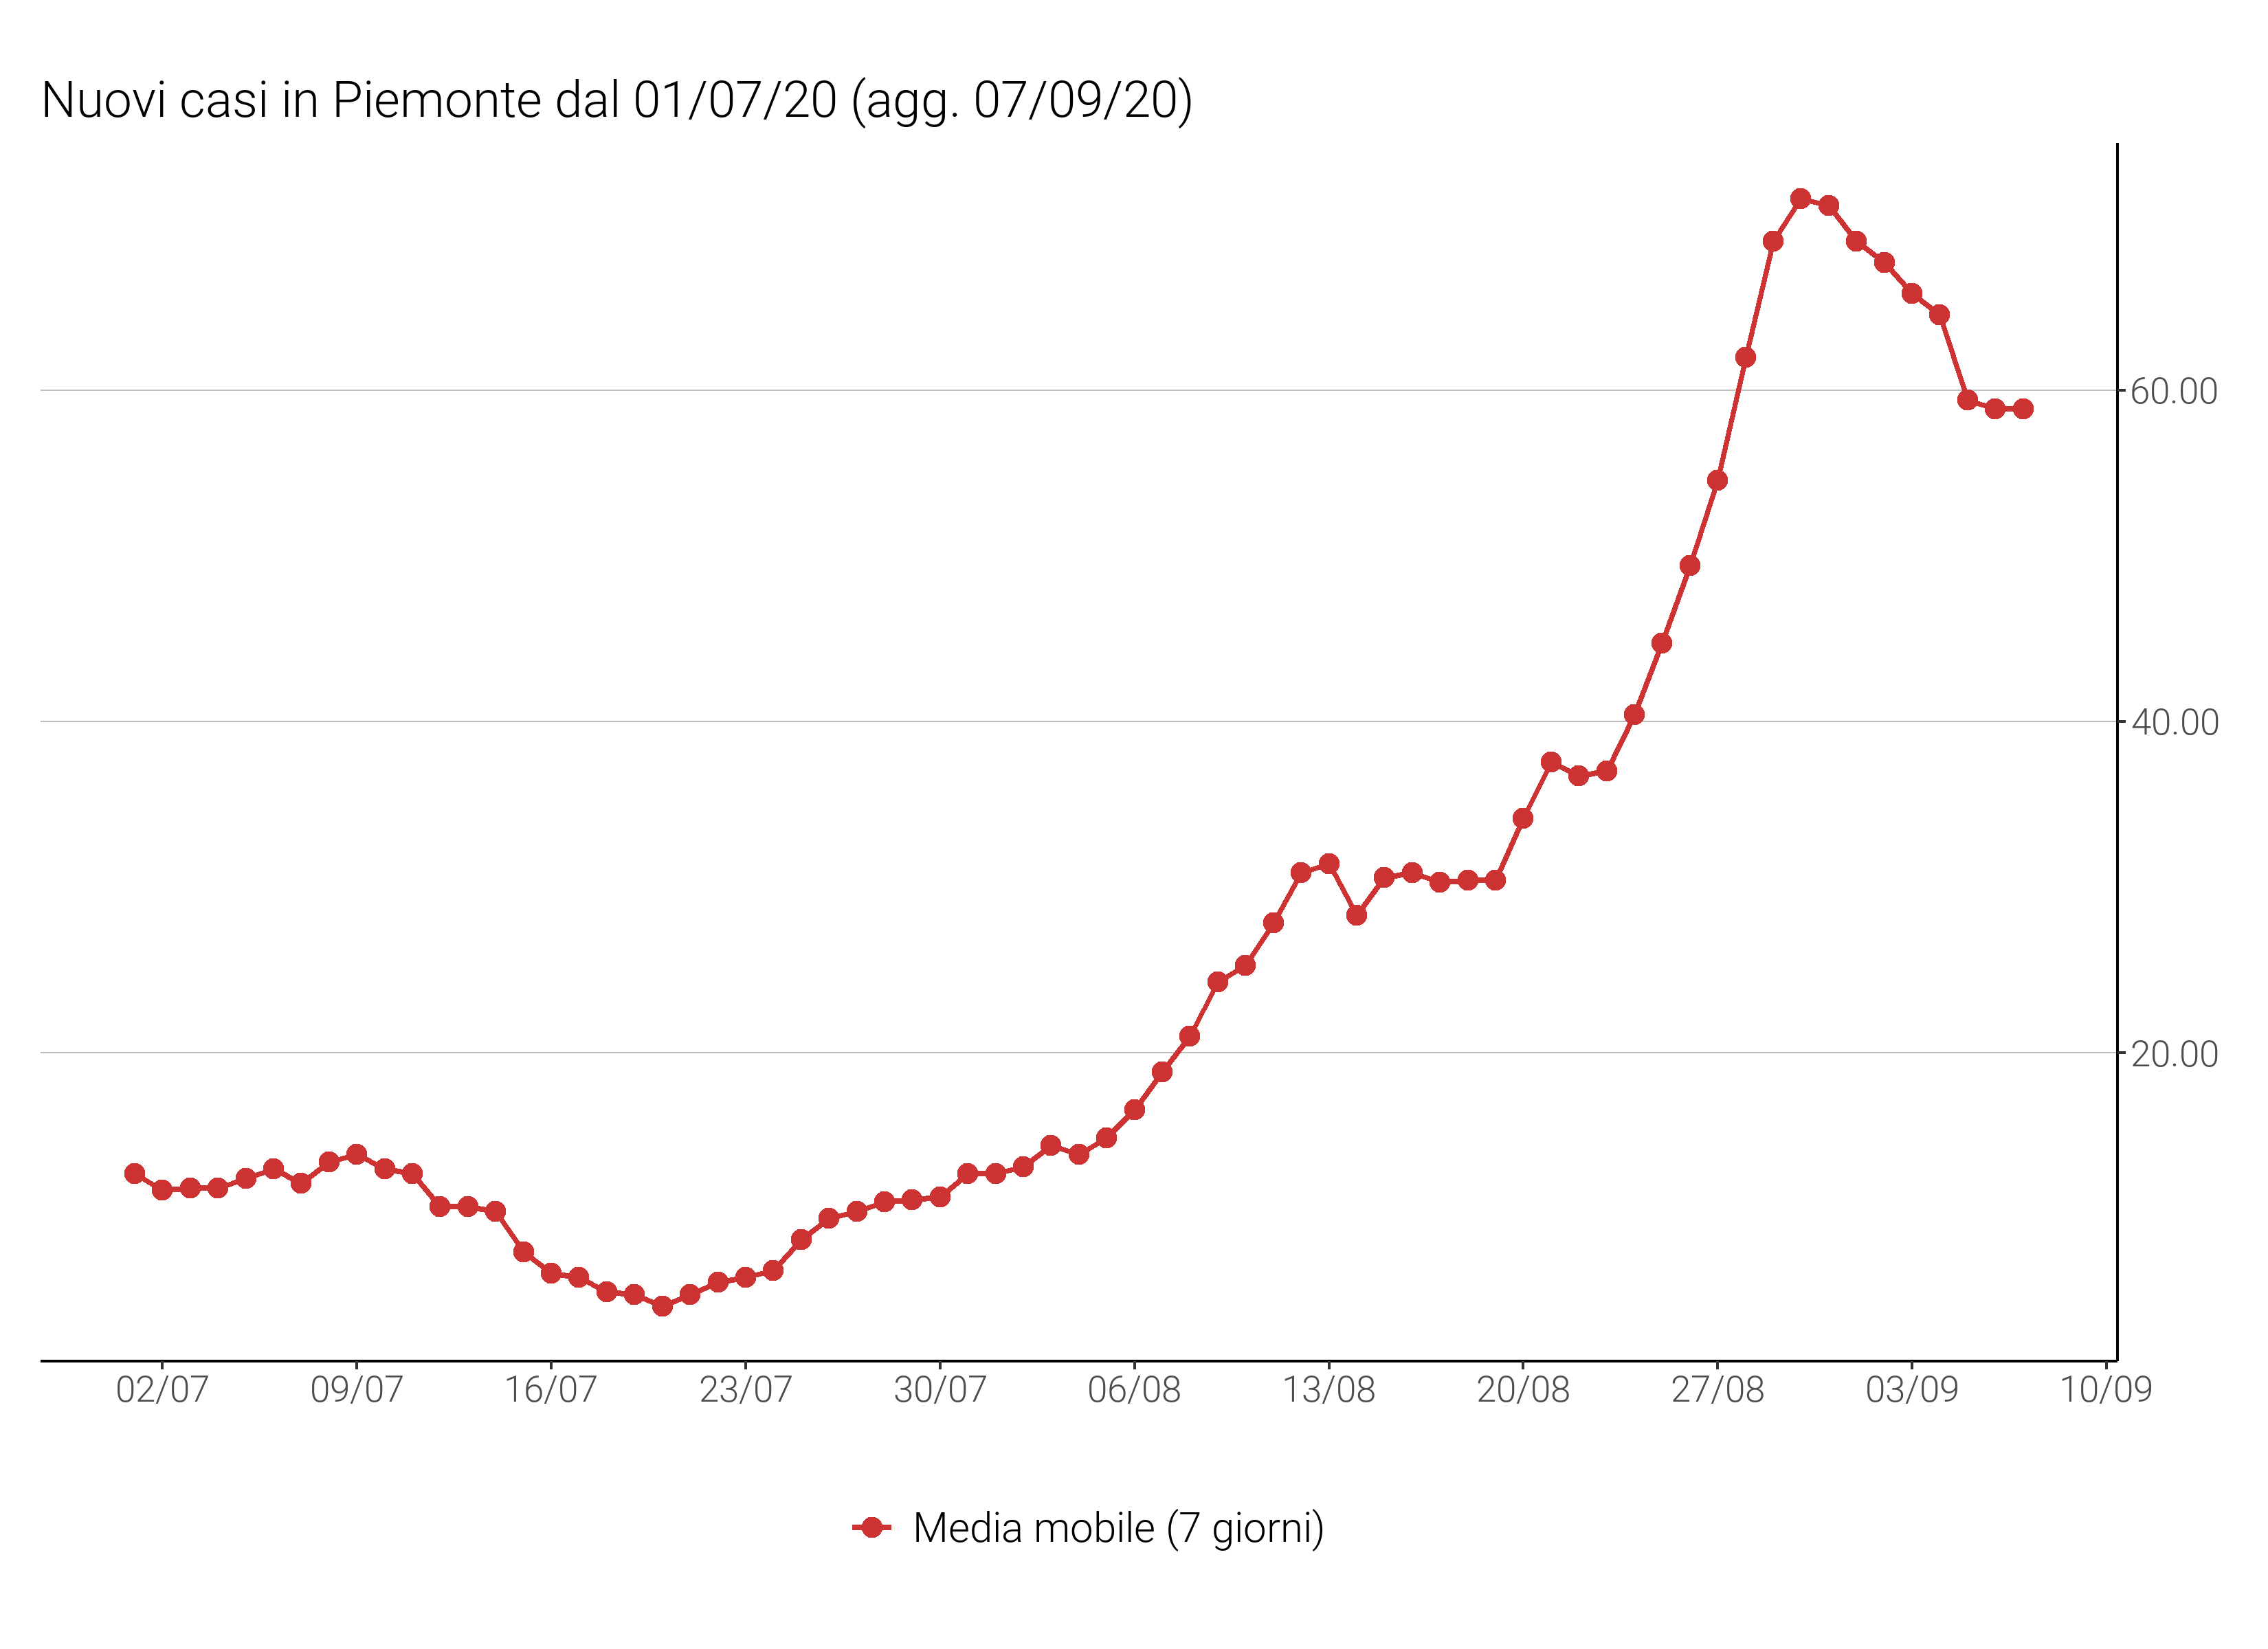 Nuovi casi in Piemonte dal 01/07/20 (agg. 07/09/20)
60.00
40.00
20.00
02/07 09/07 16/07 23/07 30/07 06/08 13/08 20/08 27/08 03/09 10/09
Media mobile (7 giorni)